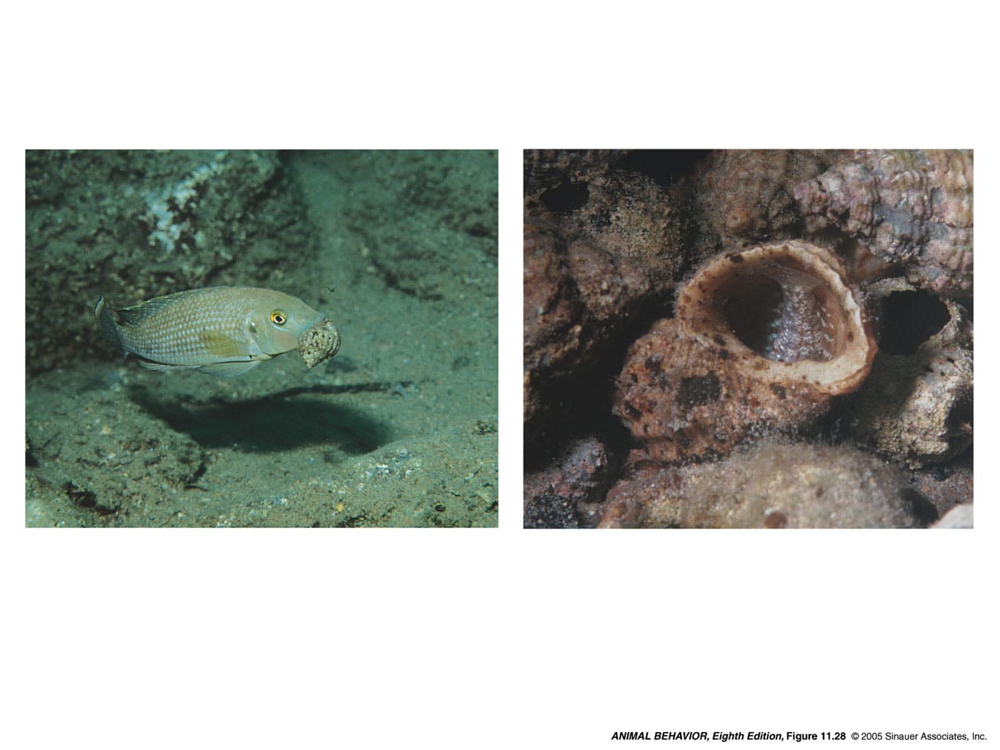 ANIMAL BEHAVIOR, Eighth Edition, Figure 11.28 © 2005 Sinauer Associates, Inc.